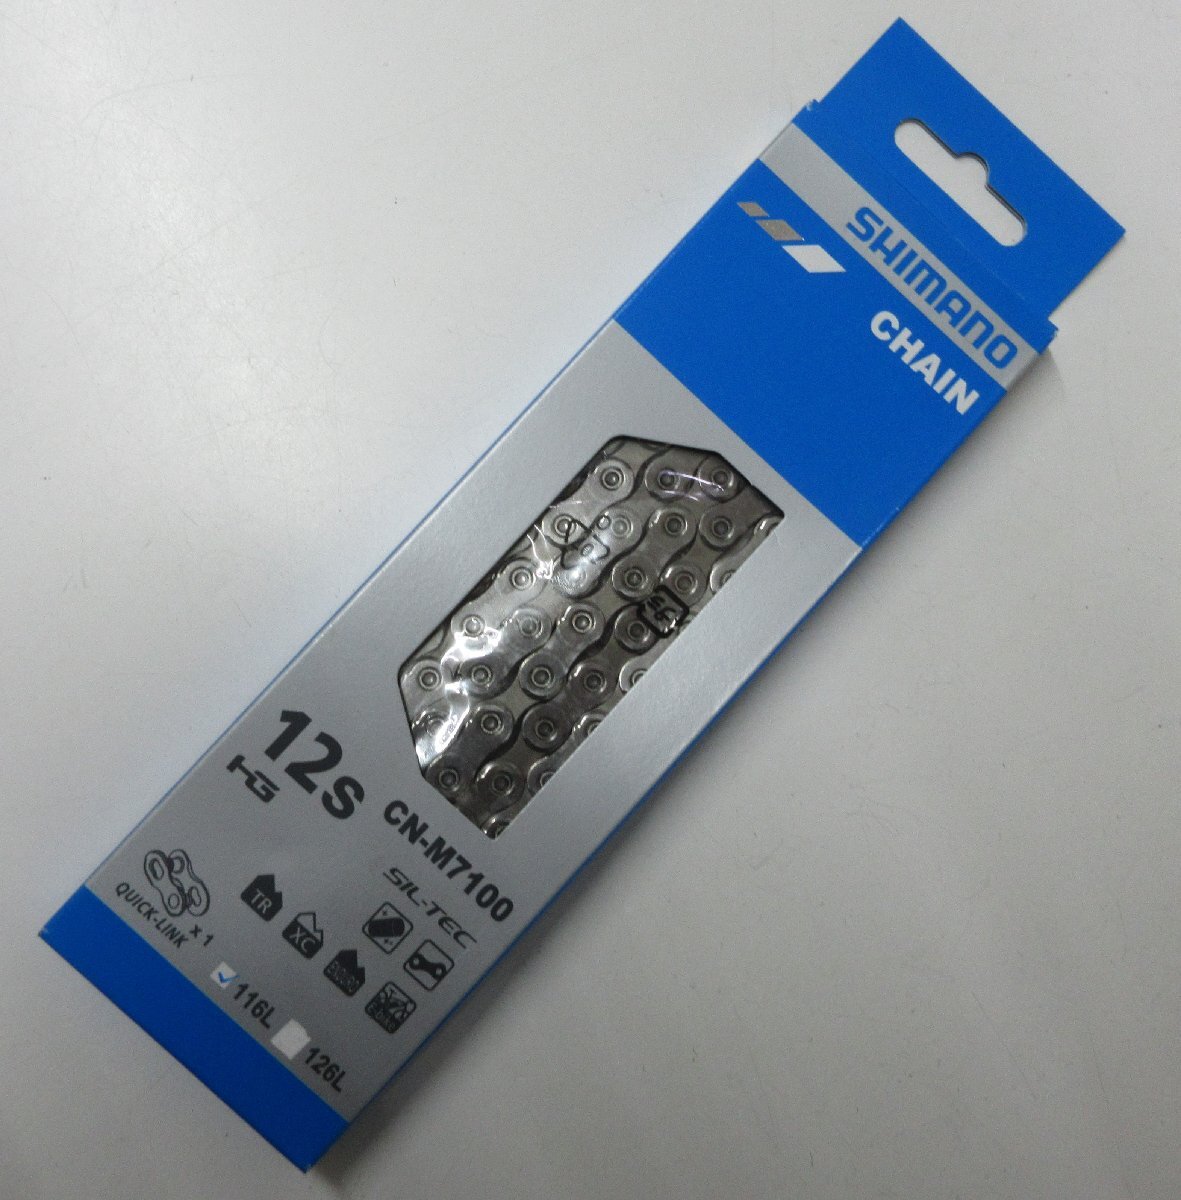 SHIMANO
CHAIN
12s
HG
CN-M7100
SIL-TEC
QUICK-LINK x 1
TR
XC
116L
126L